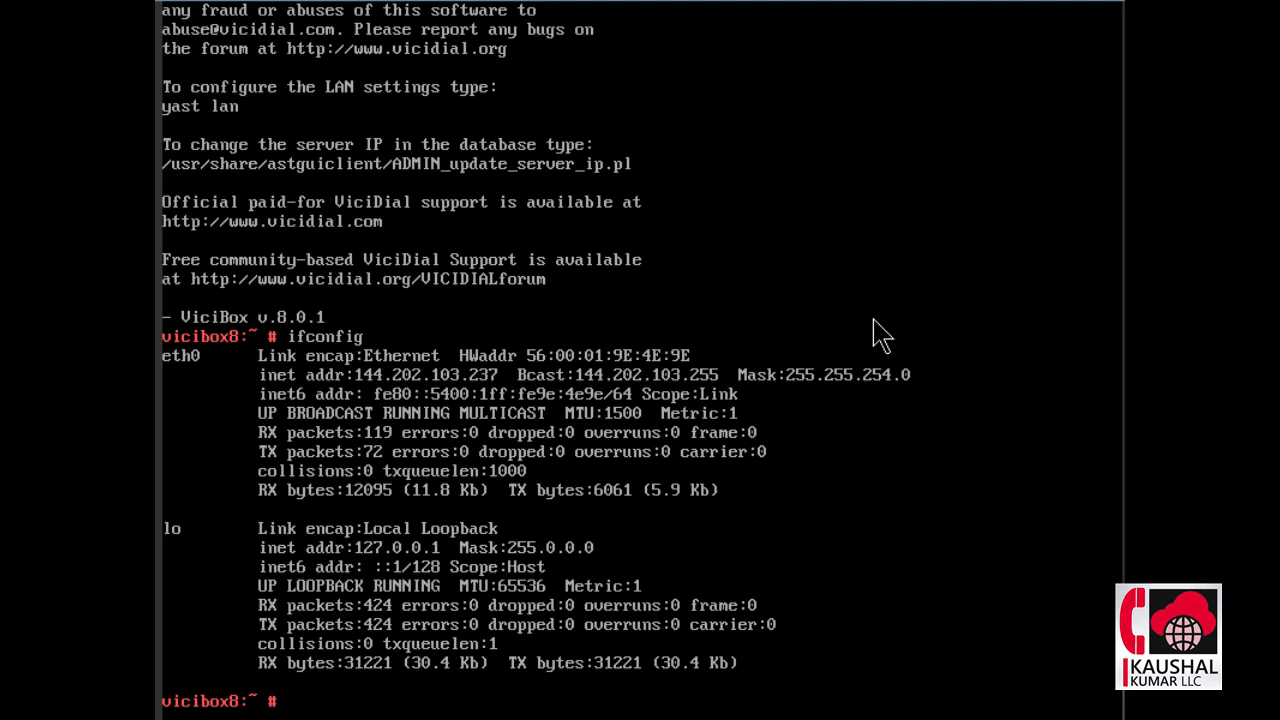 any fraud or abuses of this software to
abuse@vicidial.com. Please report any bugs on
the forum at http://www.vicidial.org
To configure the LAN settings type:
yast lan
To change the server IP in the database type:
/usr/share/astguiclient/ADMIN_update_server_ip.pl
Official paid-for ViciDial support is available at
http://www.vicidial.com
Free community-based ViciDial Support is available
at http://www.vicidial.org/VICIDIALforum
- ViciBox v.8.0.1
vicibox8:~ # ifconfig
eth0 Link encap:Ethernet HWaddr 56:00:01:9E:4E:9E
inet addr:144.202.103.237 Bcast:144.202.103.255 Mask:255.255.254.0
inet6 addr: fe80::5400:1ff:fe9e:4e9e/64 Scope:Link
UP BROADCAST RUNNING MULTICAST MTU:1500 Metric:1
RX packets:119 errors:0 dropped:0 overruns:0 frame:0
TX packets:72 errors:0 dropped:0 overruns:0 carrier:0
collisions:0 txqueuelen:1000
RX bytes:12095 (11.8 Kb) TX bytes:6061 (5.9 Kb)
lo Link encap:Local Loopback
inet addr:127.0.0.1 Mask:255.0.0.0
inet6 addr: ::1/128 Scope:Host
UP LOOPBACK RUNNING MTU:65536 Metric:1
RX packets:424 errors:0 dropped:0 overruns:0 frame:0
TX packets:424 errors:0 dropped:0 overruns:0 carrier:0
collisions:0 txqueuelen:1
RX bytes:31221 (30.4 Kb) TX bytes:31221 (30.4 Kb)
vicibox8:~ #
KAUSHAL
KUMAR LLC